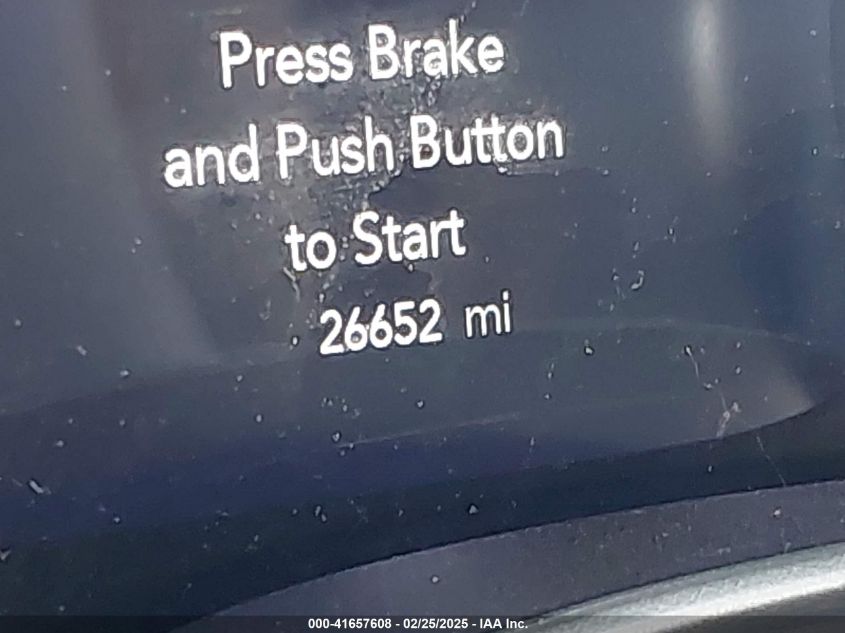 Press Brake
and Push Button
to Start
26652 mi
000-41657608 - 02/25/2025 - IAA Inc.